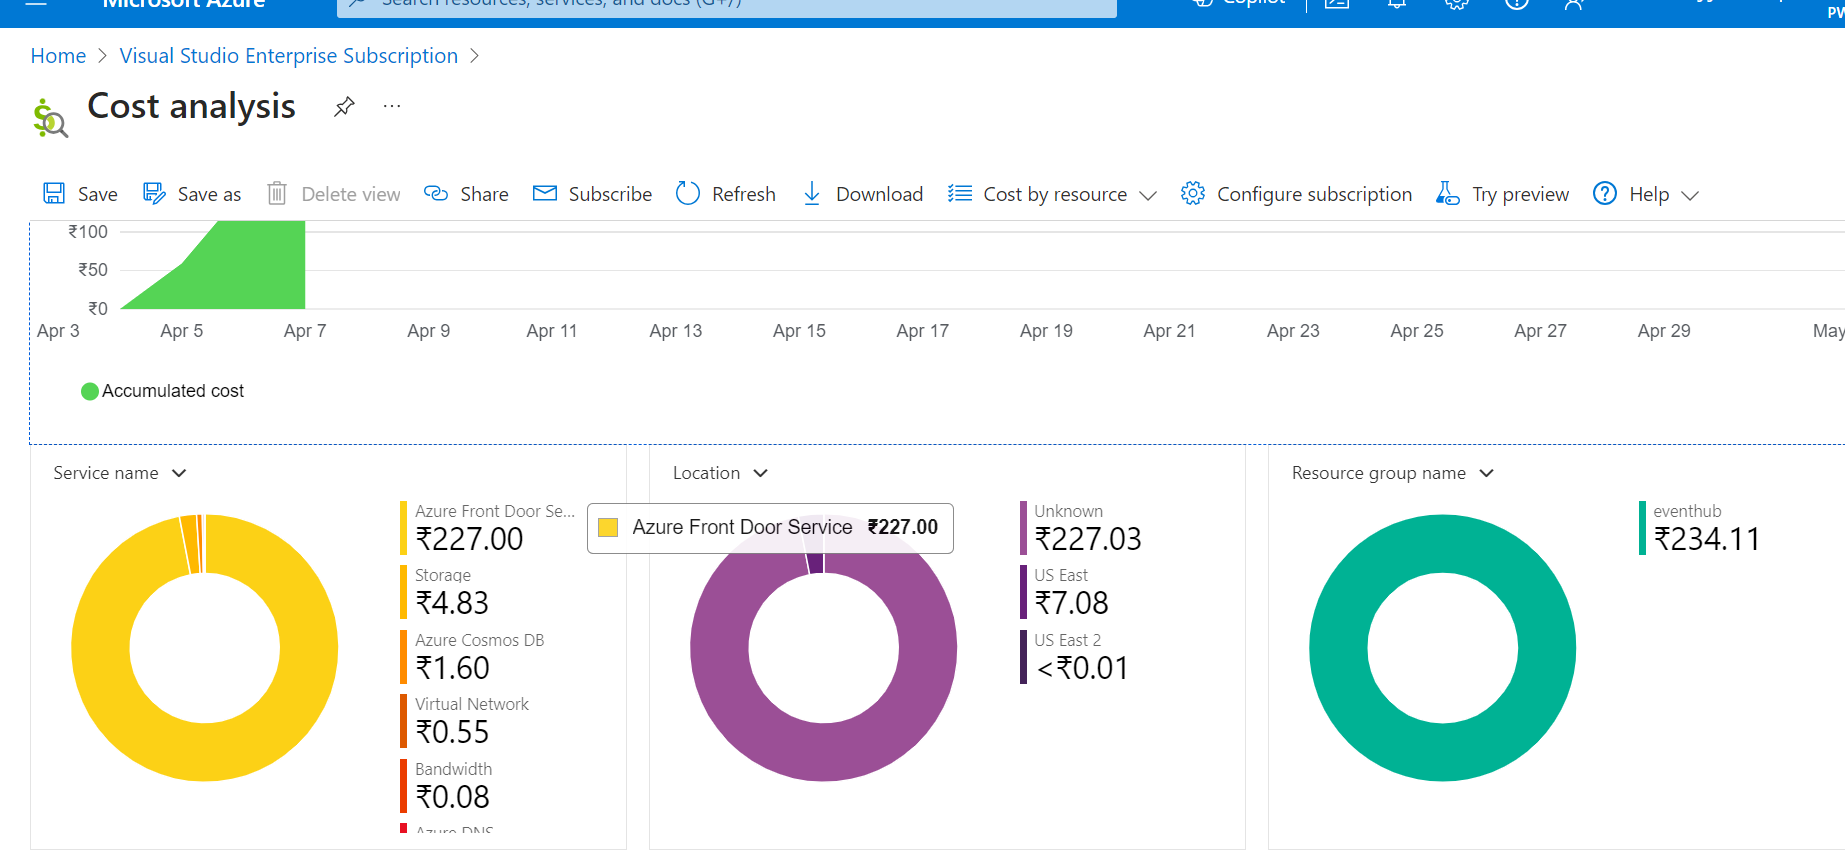 Microsoft Azure
Search resources, services, and docs (G+/)
Copilot
PW
Home > Visual Studio Enterprise Subscription >
Cost analysis
Save
Save as
Delete view
Share
Subscribe
Refresh
Download
Cost by resource
Configure subscription
Try preview
Help
₹100
₹50
₹0
Apr 3
Apr 5
Apr 7
Apr 9
Apr 11
Apr 13
Apr 15
Apr 17
Apr 19
Apr 21
Apr 23
Apr 25
Apr 27
Apr 29
May
Accumulated cost
Service name
Azure Front Door Se...
₹227.00
Storage
₹4.83
Azure Cosmos DB
₹1.60
Virtual Network
₹0.55
Bandwidth
₹0.08
Azure DNS
Azure Front Door Service ₹227.00
Location
Unknown
₹227.03
US East
₹7.08
US East 2
<₹0.01
Resource group name
eventhub
₹234.11